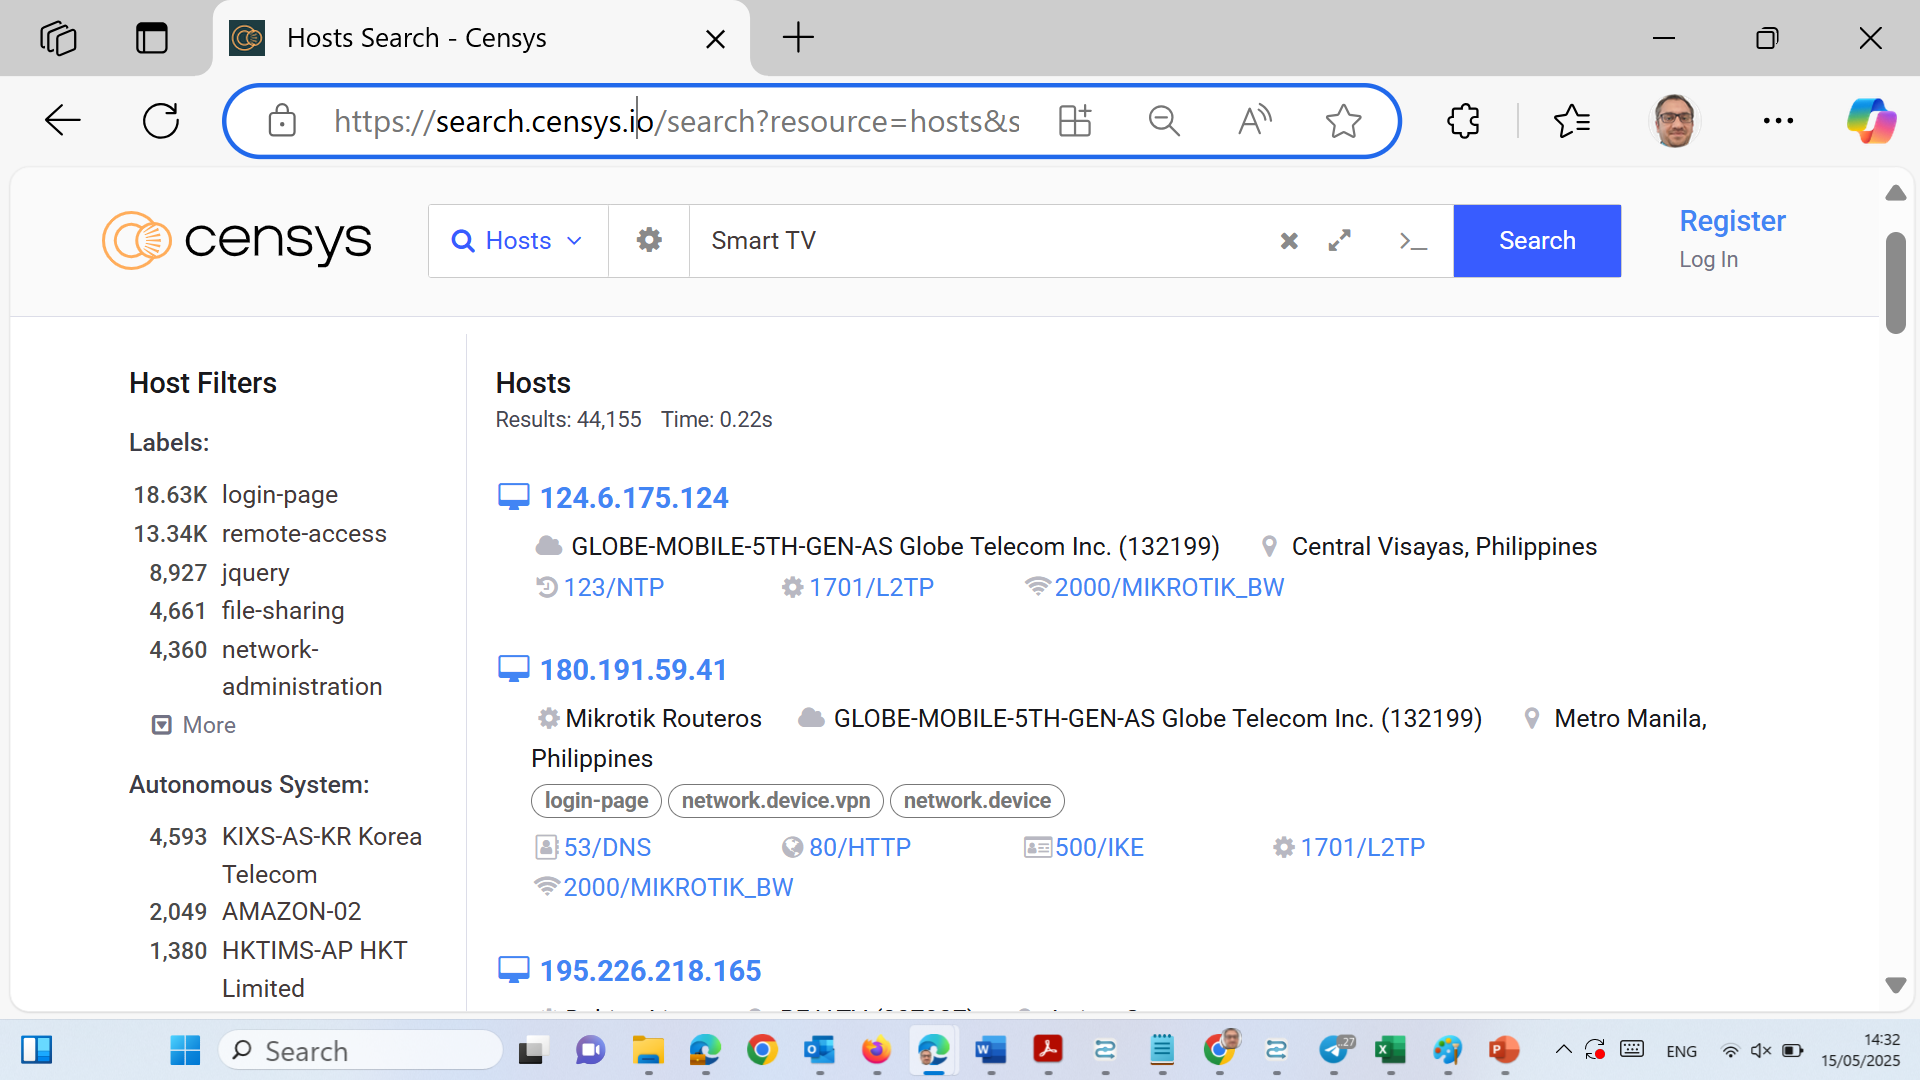 Hosts Search - Censys
https://search.censys.io/search?resource=hosts&s
censys
Hosts
Smart TV
>_
Search
Register
Log In
Host Filters
Labels:
18.63K login-page
13.34K remote-access
8,927 jquery
4,661 file-sharing
4,360 network-
administration
More
Autonomous System:
4,593 KIXS-AS-KR Korea
Telecom
2,049 AMAZON-02
1,380 HKTIMS-AP HKT
Limited
Hosts
Results: 44,155 Time: 0.22s
124.6.175.124
GLOBE-MOBILE-5TH-GEN-AS Globe Telecom Inc. (132199) Central Visayas, Philippines
123/NTP 1701/L2TP 2000/MIKROTIK_BW
180.191.59.41
Mikrotik Routeros GLOBE-MOBILE-5TH-GEN-AS Globe Telecom Inc. (132199) Metro Manila,
Philippines
login-page network.device.vpn network.device
53/DNS 80/HTTP 500/IKE 1701/L2TP
2000/MIKROTIK_BW
195.226.218.165
Search
27
ENG
14:32
15/05/2025